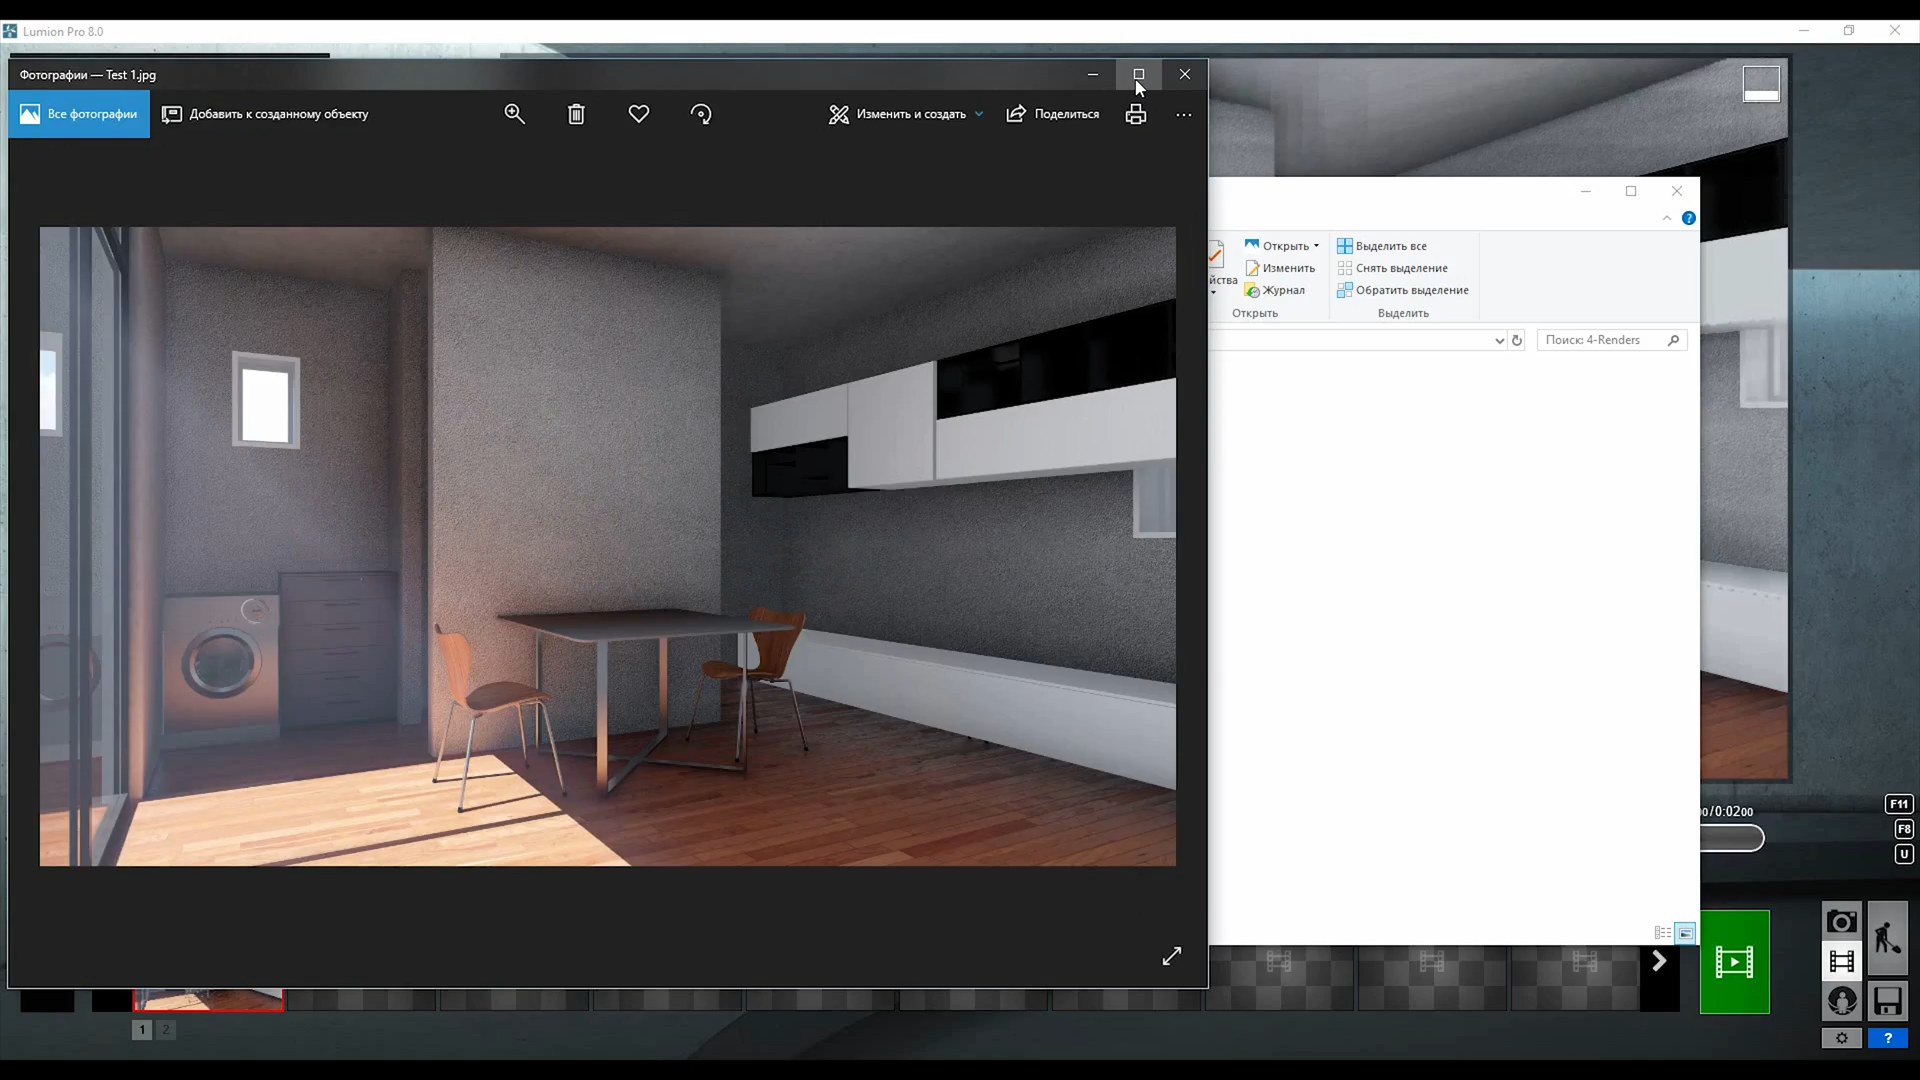 Lumion Pro 8.0
Фотографии — Test 1.jpg
Все фотографии
Добавить к созданному объекту
Изменить и создать
Поделиться
Открыть
Изменить
Журнал
Открыть
Выделить все
Снять выделение
Обратить выделение
Выделить
Поиск: 4-Renders
/0:02₀₀
F11
F8
U
1 2
?